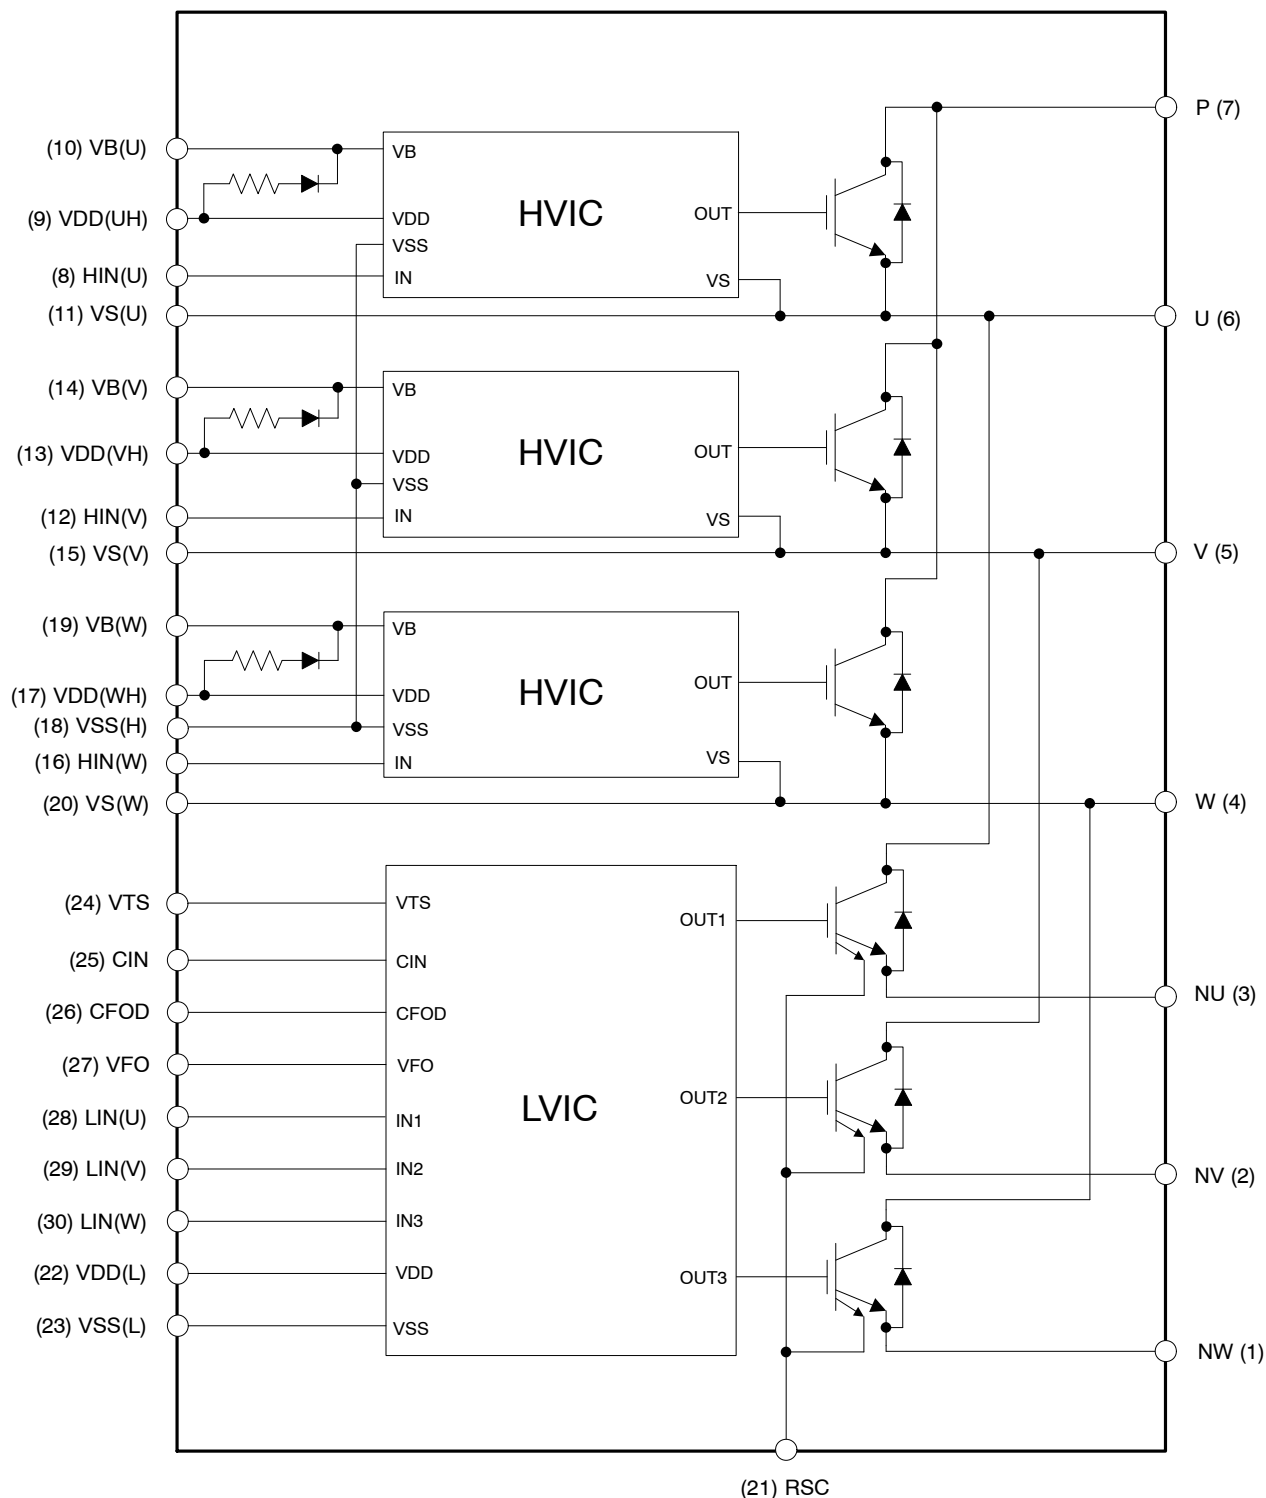 P (7)
(10) VB(U)
VB
(9) VDD(UH)
VDD
HVIC
OUT
VSS
(8) HIN(U)
IN
VS
(11) VS(U)
U (6)
(14) VB(V)
VB
(13) VDD(VH)
VDD
HVIC
OUT
VSS
(12) HIN(V)
IN
VS
(15) VS(V)
V (5)
(19) VB(W)
VB
(17) VDD(WH)
VDD
HVIC
OUT
(18) VSS(H)
VSS
(16) HIN(W)
IN
VS
(20) VS(W)
W (4)
(24) VTS
VTS
OUT1
(25) CIN
CIN
NU (3)
(26) CFOD
CFOD
(27) VFO
VFO
LVIC
OUT2
(28) LIN(U)
IN1
(29) LIN(V)
IN2
NV (2)
(30) LIN(W)
IN3
(22) VDD(L)
VDD
OUT3
(23) VSS(L)
VSS
NW (1)
(21) RSC